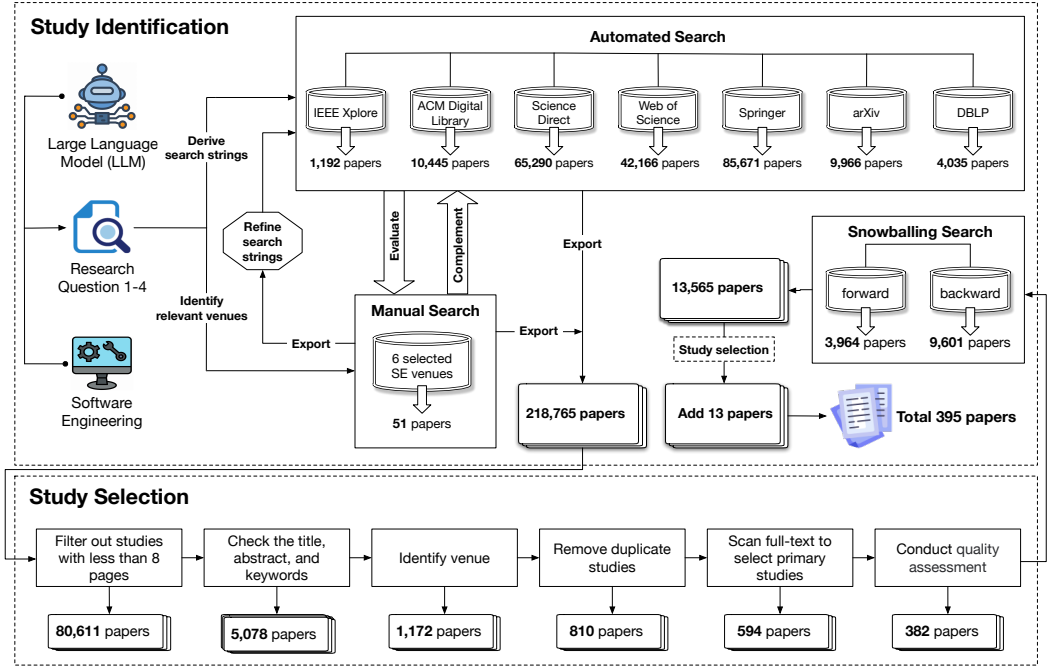 Study Identification
Automated Search
IEEE Xplore
1,192 papers
ACM Digital
Library
10,445 papers
Science
Direct
65,290 papers
Web of
Science
42,166 papers
Springer
85,671 papers
arXiv
9,966 papers
DBLP
4,035 papers
Large Language
Model (LLM)
Derive
search strings
Research
Question 1-4
Refine
search
strings
Evaluate
Complement
Export
Identify
relevant venues
Export
Manual Search
6 selected
SE venues
51 papers
Export
Software
Engineering
218,765 papers
Snowballing Search
forward
3,964 papers
backward
9,601 papers
13,565 papers
Study selection
Add 13 papers
Total 395 papers
Study Selection
Filter out studies
with less than 8
pages
80,611 papers
Check the title,
abstract, and
keywords
5,078 papers
Identify venue
1,172 papers
Remove duplicate
studies
810 papers
Scan full-text to
select primary
studies
594 papers
Conduct quality
assessment
382 papers